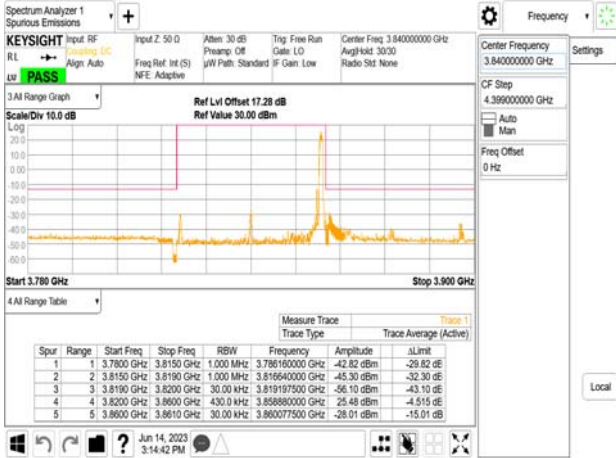 Spectrum Analyzer 1
Spurious Emissions
Frequency
KEYSIGHT
RL
PASS
Input: RF
Coupling: DC
Align: Auto
Input Z: 50 Ω
Freq Ref: Int (S)
NFE: Adaptive
Atten: 30 dB
Preamp: Off
µW Path: Standard
Trig: Free Run
Gate: LO
IF Gain: Low
Center Freq: 3.840000000 GHz
Avg|Hold: 30/30
Radio Std: None
Center Frequency
3.840000000 GHz
Settings
CF Step
4.399000000 GHz
Auto
Man
Freq Offset
0 Hz
Local
3 All Range Graph
Scale/Div 10.0 dB
Ref Lvl Offset 17.28 dB
Ref Value 30.00 dBm
Log
20.0
10.0
0.00
-10.0
-20.0
-30.0
-40.0
-50.0
-60.0
Start 3.780 GHz
Stop 3.900 GHz
4 All Range Table
Measure Trace Trace 1
Trace Type Trace Average (Active)
Spur Range Start Freq Stop Freq RBW Frequency Amplitude ΔLimit
1 1 3.7800 GHz 3.8150 GHz 1.000 MHz 3.786160000 GHz -42.82 dBm -29.82 dB
2 2 3.8150 GHz 3.8190 GHz 1.000 MHz 3.816640000 GHz -45.30 dBm -32.30 dB
3 3 3.8190 GHz 3.8200 GHz 30.00 kHz 3.819197500 GHz -56.10 dBm -43.10 dB
4 4 3.8200 GHz 3.8600 GHz 430.0 kHz 3.858880000 GHz 25.48 dBm -4.515 dB
5 5 3.8600 GHz 3.8610 GHz 30.00 kHz 3.860077500 GHz -28.01 dBm -15.01 dB
Jun 14, 2023
3:14:42 PM